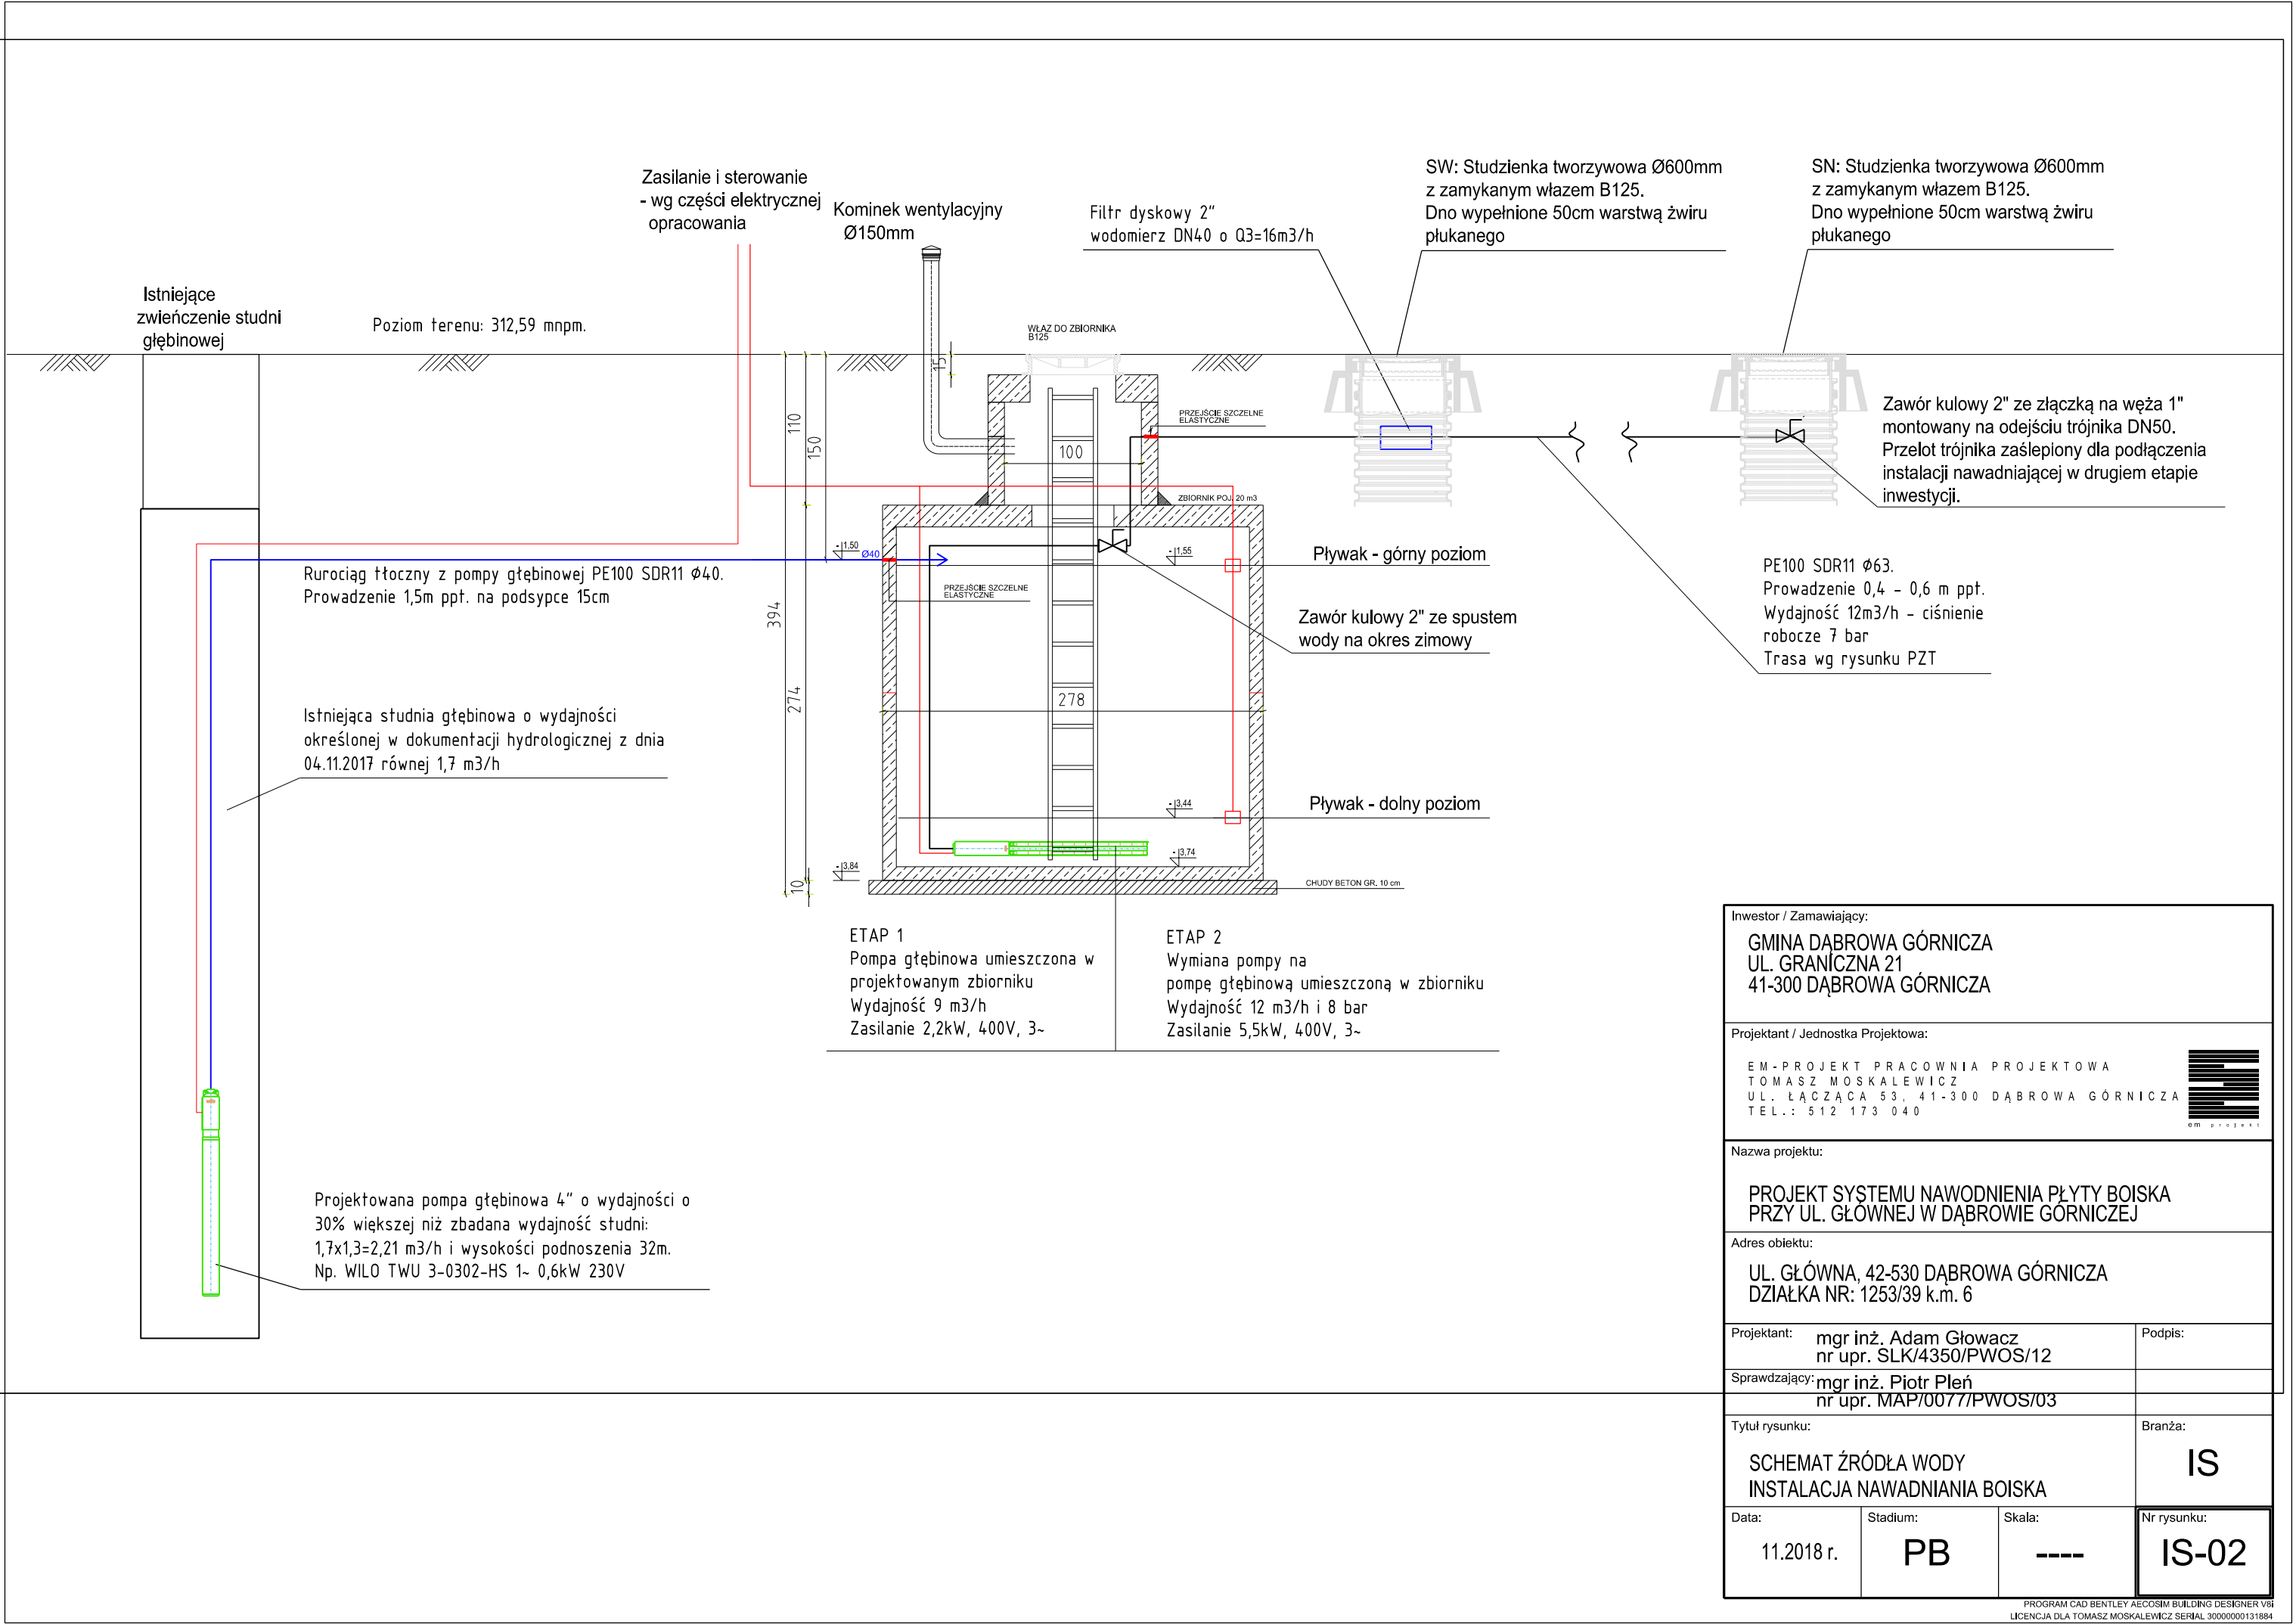 Zasilanie i sterowanie
- wg części elektrycznej
opracowania
Kominek wentylacyjny
Ø150mm
Filtr dyskowy 2"
wodomierz DN40 o Q3=16m3/h
SW: Studzienka tworzywowa Ø600mm
z zamykanym włazem B125.
Dno wypełnione 50cm warstwą żwiru
płukanego
SN: Studzienka tworzywowa Ø600mm
z zamykanym włazem B125.
Dno wypełnione 50cm warstwą żwiru
płukanego
Istniejące
zwieńczenie studni
głębinowej
Poziom terenu: 312,59 mnpm.
WŁAZ DO ZBIORNIKA
B125
15
110
150
100
PRZEJŚCIE SZCZELNE
ELASTYCZNE
ZBIORNIK POJ. 20 m3
Zawór kulowy 2" ze złączką na węża 1"
montowany na odejściu trójnika DN50.
Przelot trójnika zaślepiony dla podłączenia
instalacji nawadniającej w drugiem etapie
inwestycji.
-1,50
Ø40
-1,55
Pływak - górny poziom
Rurociąg tłoczny z pompy głębinowej PE100 SDR11 Ø40.
Prowadzenie 1,5m ppt. na podsypce 15cm
PRZEJŚCIE SZCZELNE
ELASTYCZNE
PE100 SDR11 Ø63.
Prowadzenie 0,4 - 0,6 m ppt.
Wydajność 12m3/h - ciśnienie
robocze 7 bar
Trasa wg rysunku PZT
Zawór kulowy 2" ze spustem
wody na okres zimowy
394
274
278
Istniejąca studnia głębinowa o wydajności
określonej w dokumentacji hydrologicznej z dnia
04.11.2017 równej 1,7 m3/h
-3,44
Pływak - dolny poziom
-3,74
-3,84
10
CHUDY BETON GR. 10 cm
ETAP 1
Pompa głębinowa umieszczona w
projektowanym zbiorniku
Wydajność 9 m3/h
Zasilanie 2,2kW, 400V, 3~
ETAP 2
Wymiana pompy na
pompę głębinową umieszczoną w zbiorniku
Wydajność 12 m3/h i 8 bar
Zasilanie 5,5kW, 400V, 3~
Projektowana pompa głębinowa 4" o wydajności o
30% większej niż zbadana wydajność studni:
1,7x1,3=2,21 m3/h i wysokości podnoszenia 32m.
Np. WILO TWU 3-0302-HS 1~ 0,6kW 230V
Inwestor / Zamawiający:
GMINA DĄBROWA GÓRNICZA
UL. GRANICZNA 21
41-300 DĄBROWA GÓRNICZA
Projektant / Jednostka Projektowa:
EM-PROJEKT PRACOWNIA PROJEKTOWA
TOMASZ MOSKALEWICZ
UL. ŁĄCZĄCA 53, 41-300 DĄBROWA GÓRNICZA
TEL.: 512 173 040
em projekt
Nazwa projektu:
PROJEKT SYSTEMU NAWODNIENIA PŁYTY BOISKA
PRZY UL. GŁÓWNEJ W DĄBROWIE GÓRNICZEJ
Adres obiektu:
UL. GŁÓWNA, 42-530 DĄBROWA GÓRNICZA
DZIAŁKA NR: 1253/39 k.m. 6
Projektant:
mgr inż. Adam Głowacz
nr upr. SLK/4350/PWOS/12
Podpis:
Sprawdzający:
mgr inż. Piotr Pleń
nr upr. MAP/0077/PWOS/03
Tytuł rysunku:
SCHEMAT ŹRÓDŁA WODY
INSTALACJA NAWADNIANIA BOISKA
Branża:
IS
Data:
11.2018 r.
Stadium:
PB
Skala:
----
Nr rysunku:
IS-02
PROGRAM CAD BENTLEY AECOSIM BUILDING DESIGNER V8i
LICENCJA DLA TOMASZ MOSKALEWICZ SERIAL 30000000131884